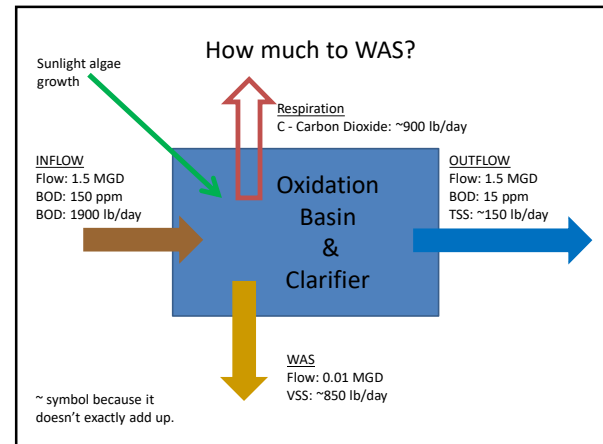 How much to WAS?
Sunlight algae
growth
Respiration
C - Carbon Dioxide: ~900 lb/day
INFLOW
Flow: 1.5 MGD
BOD: 150 ppm
BOD: 1900 lb/day
Oxidation
Basin
&
Clarifier
OUTFLOW
Flow: 1.5 MGD
BOD: 15 ppm
TSS: ~150 lb/day
WAS
Flow: 0.01 MGD
VSS: ~850 lb/day
~ symbol because it
doesn't exactly add up.